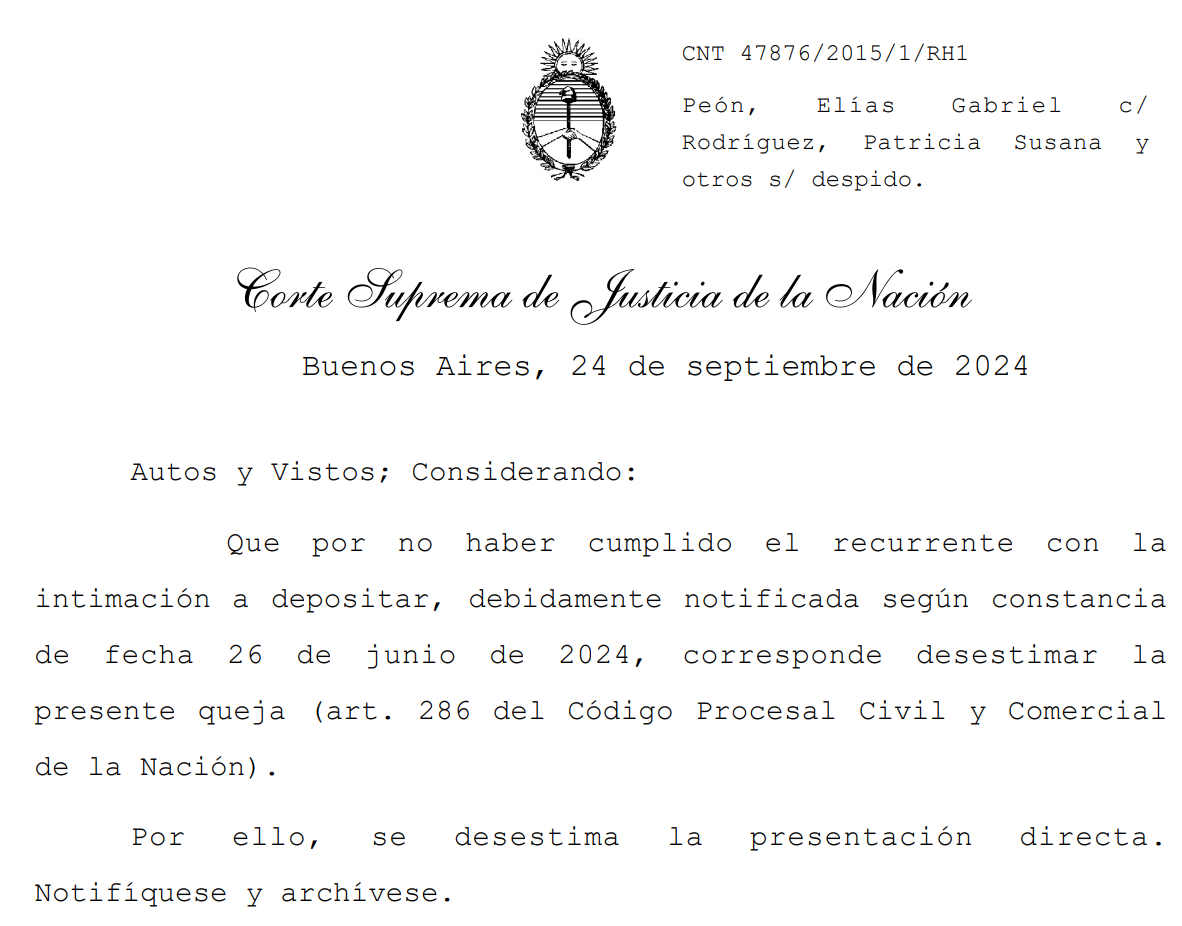 CNT 47876/2015/1/RH1
Peón, Elías Gabriel c/
Rodríguez, Patricia Susana y
otros s/ despido.
Corte Suprema de Justicia de la Nación
Buenos Aires, 24 de septiembre de 2024
Autos y Vistos; Considerando:
Que por no haber cumplido el recurrente con la
intimación a depositar, debidamente notificada según constancia
de fecha 26 de junio de 2024, corresponde desestimar la
presente queja (art. 286 del Código Procesal Civil y Comercial
de la Nación).
Por ello, se desestima la presentación directa.
Notifíquese y archívese.